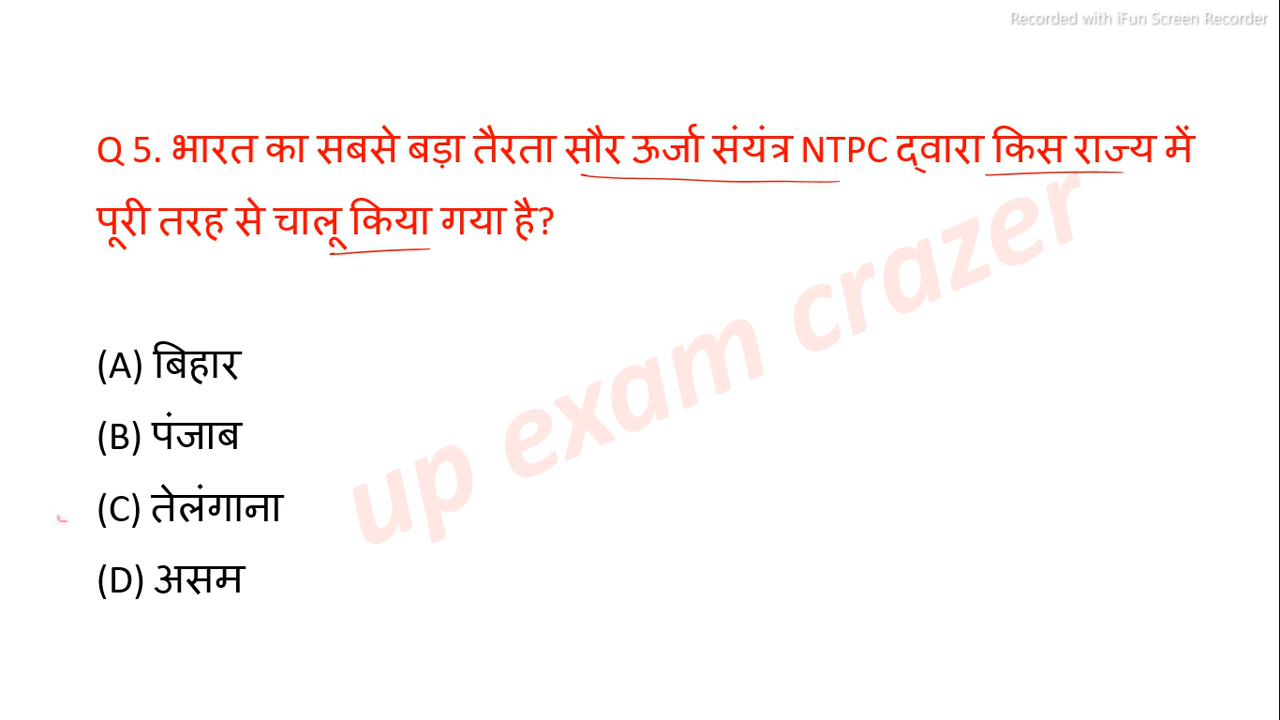 Recorded with iFun Screen Recorder
Q 5. भारत का सबसे बड़ा तैरता सौर ऊर्जा संयंत्र NTPC द्वारा किस राज्य में
पूरी तरह से चालू किया गया है?
up exam crazer
(A) बिहार
(B) पंजाब
(C) तेलंगाना
(D) असम